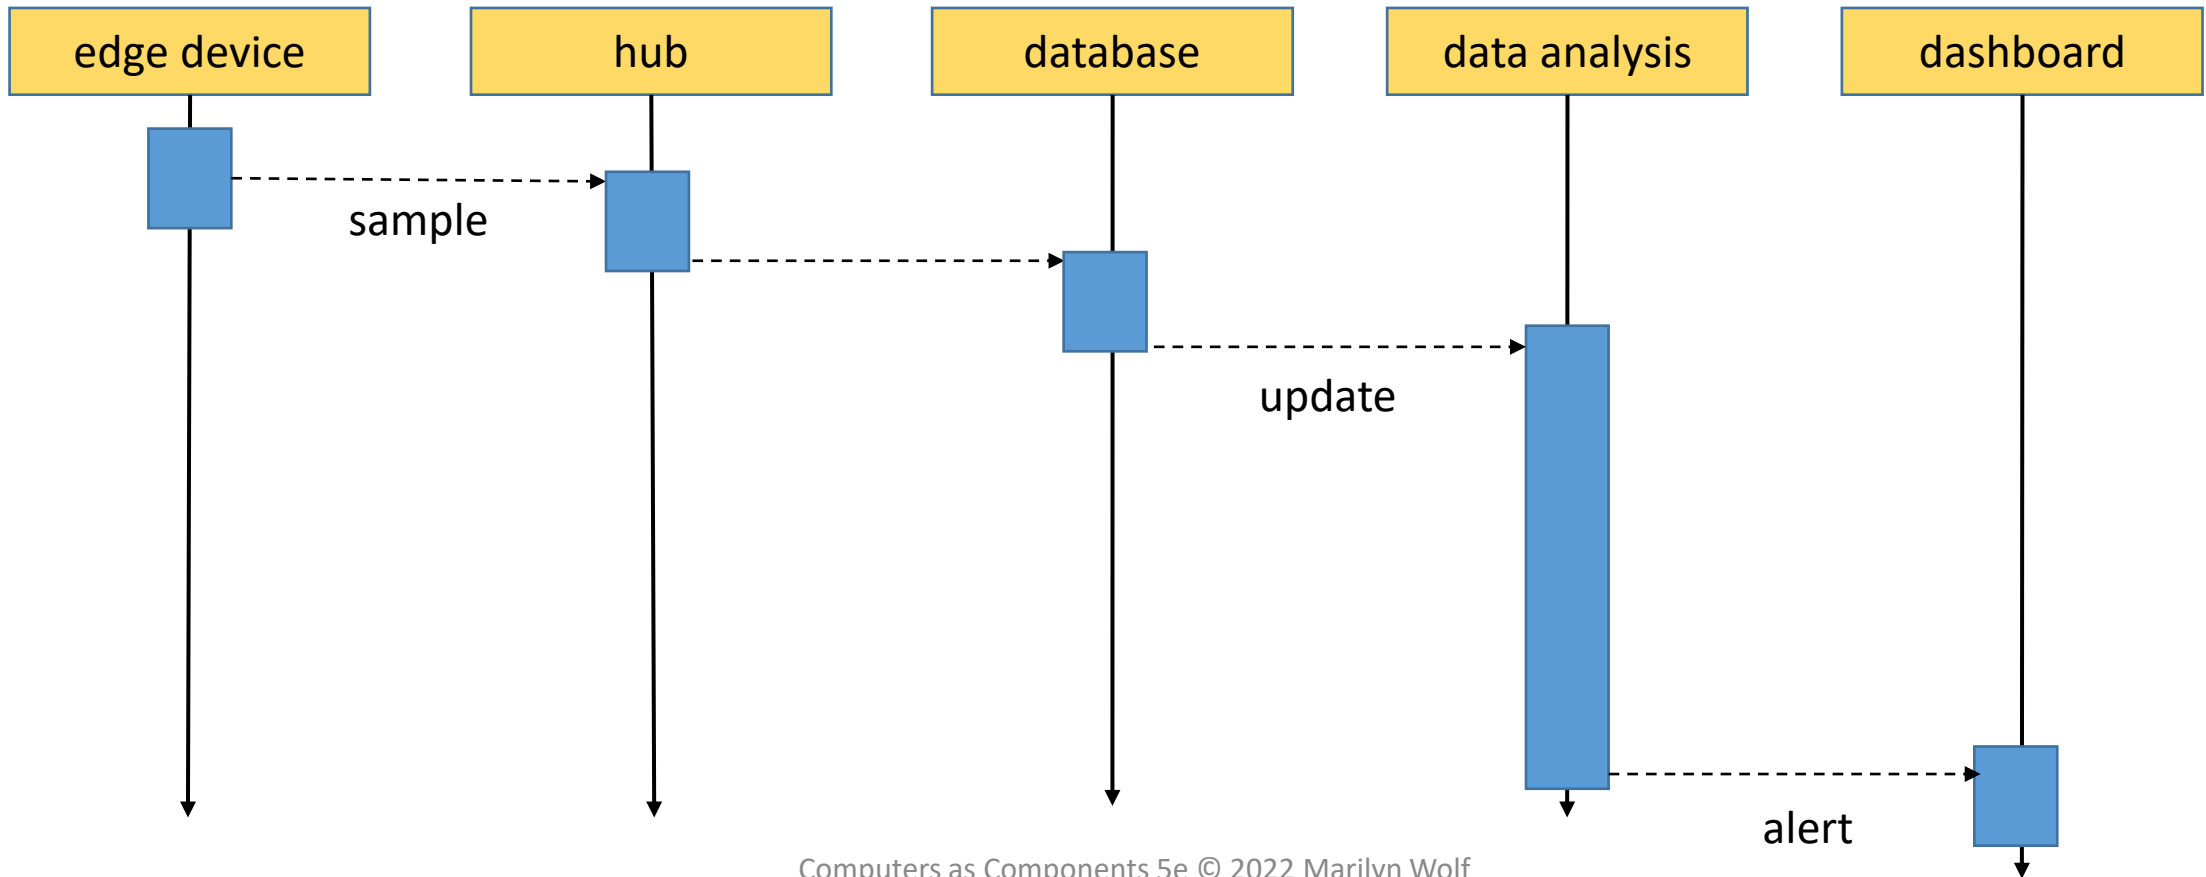 edge device
hub
database
data analysis
dashboard
sample
update
alert
Computers as Components 5e © 2022 Marilyn Wolf